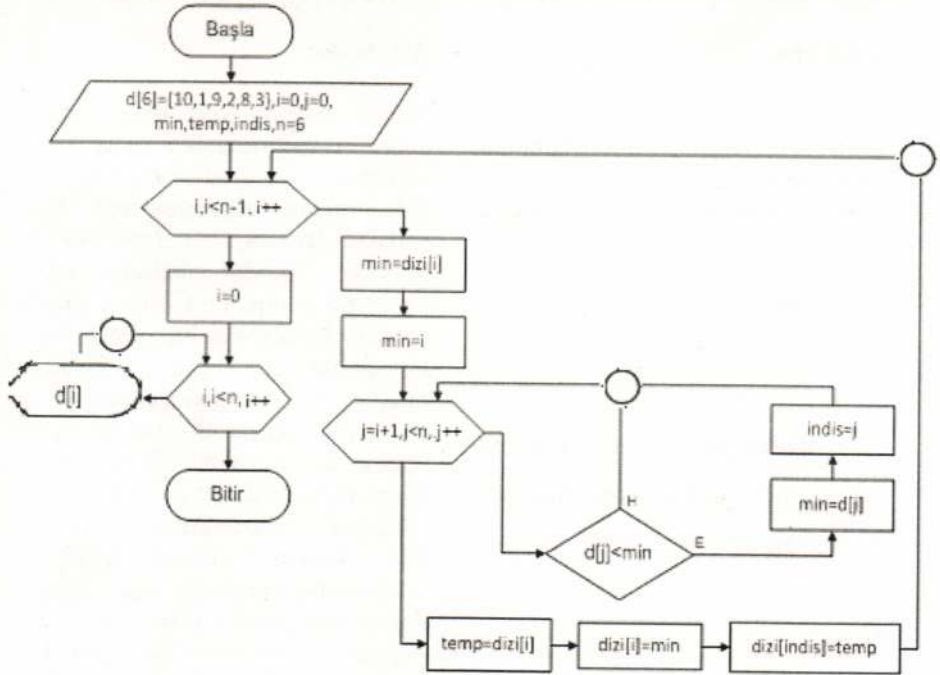 Başla
d[6]={10,1,9,2,8,3},i=0,j=0,
min,temp,indis,n=6
i,i<n-1, i++
min=dizi[i]
i=0
min=i
d[i]
i,i<n, i++
j=i+1,j<n, j++
indis=j
Bitir
H
min=d[j]
d[j]<min
E
temp=dizi[i]
dizi[i]=min
dizi[indis]=temp